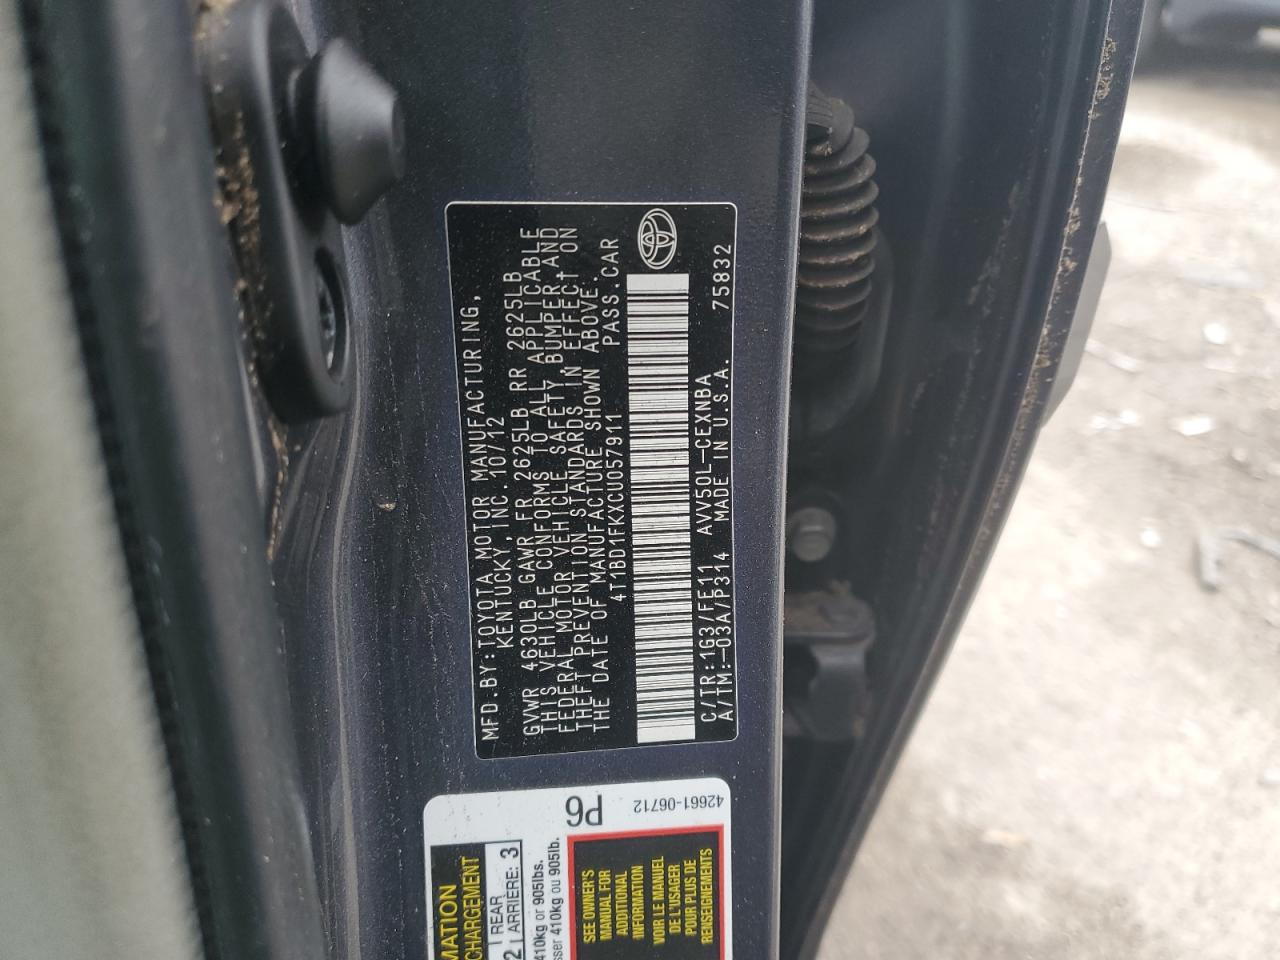 MFD.BY:TOYOTA MOTOR MANUFACTURING,
KENTUCKY, INC. 10/12
GVWR 4630LB GAWR FR 2625LB RR 2625LB
THIS VEHICLE CONFORMS TO ALL APPLICABLE
FEDERAL MOTOR VEHICLE SAFETY, BUMPER, AND
THEFT PREVENTION STANDARDS IN EFFECT ON
THE DATE OF MANUFACTURE SHOWN ABOVE.
4T1BD1FKXCU057911 PASS.CAR
C/TR:1G3/FE11 AVV50L-CEXNBA 75832
A/TM:-03A/P314 MADE IN U.S.A.
P6
42661-06712
MATION
CHARGEMENT
2 REAR
ARRIÈRE: 3
410kg or 905lbs.
sser 410kg ou 905lb.
SEE OWNER'S
MANUAL FOR
ADDITIONAL
INFORMATION
VOIR LE MANUEL
DE L'USAGER
POUR PLUS DE
RENSEIGNEMENTS